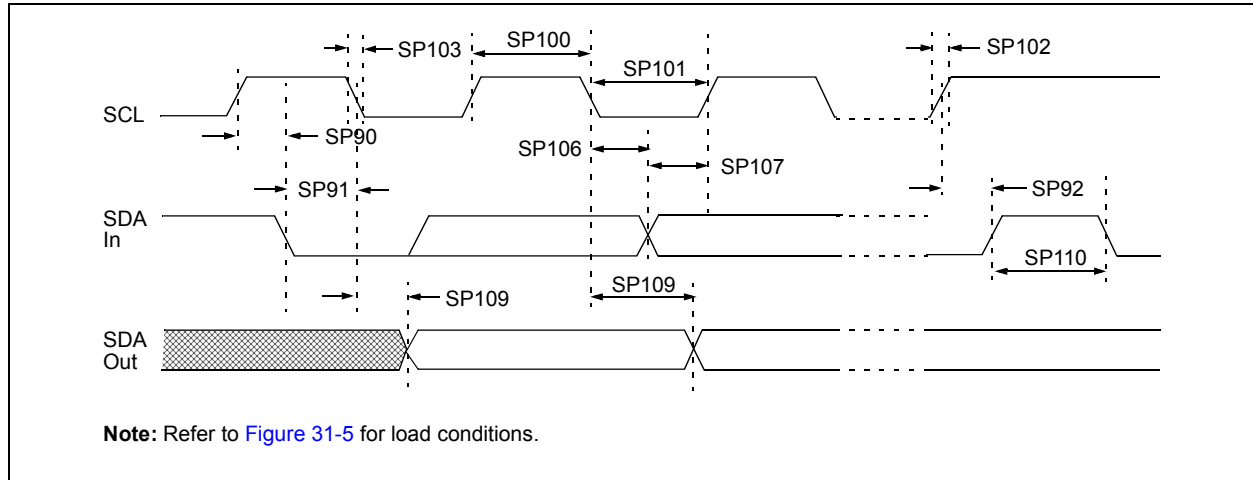 SP103
SP100
SP102
SP101
SCL
SP90
SP106
SP107
SP91
SP92
SDA
In
SP110
SP109
SP109
SDA
Out
Note: Refer to Figure 31-5 for load conditions.